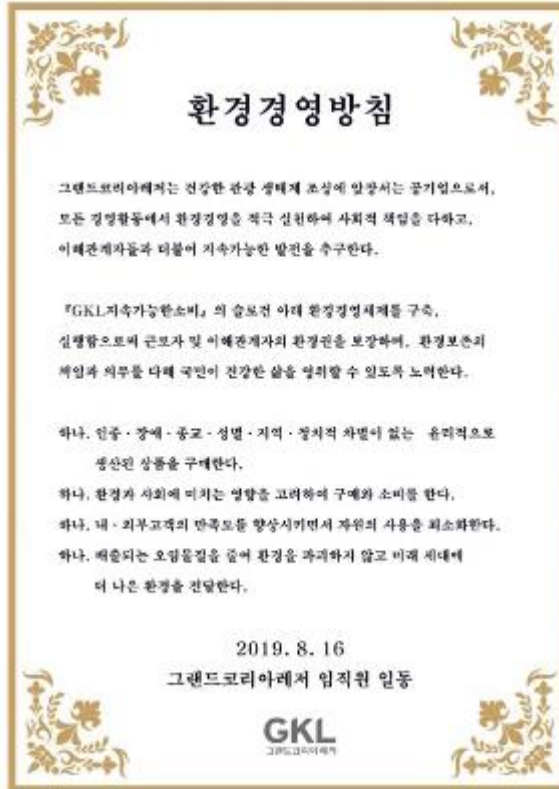 환경경영방침
그랜드코리아레저는 건강한 관광 생태계 조성에 앞장서는 공기업으로서,
모든 경영활동에서 환경경영을 적극 실천하여 사회적 책임을 다하고,
이해관계자들과 더불어 지속가능한 발전을 추구한다.
『GKL지속가능한소비』의 슬로건 아래 환경경영체제를 구축,
실행함으로써 근로자 및 이해관계자의 환경권을 보장하며, 환경보존의
책임과 의무를 다해 국민이 건강한 삶을 영위할 수 있도록 노력한다.
하나. 인종·장애·종교·성별·지역·정치적 차별이 없는 윤리적으로
생산된 상품을 구매한다.
하나. 환경과 사회에 미치는 영향을 고려하여 구매와 소비를 한다.
하나. 내·외부고객의 만족도를 향상시키면서 자원의 사용을 최소화한다.
하나. 배출되는 오염물질을 줄여 환경을 파괴하지 않고 미래 세대에
더 나은 환경을 전달한다.
2019. 8. 16
그랜드코리아레저 임직원 일동
GKL
그랜드코리아레저